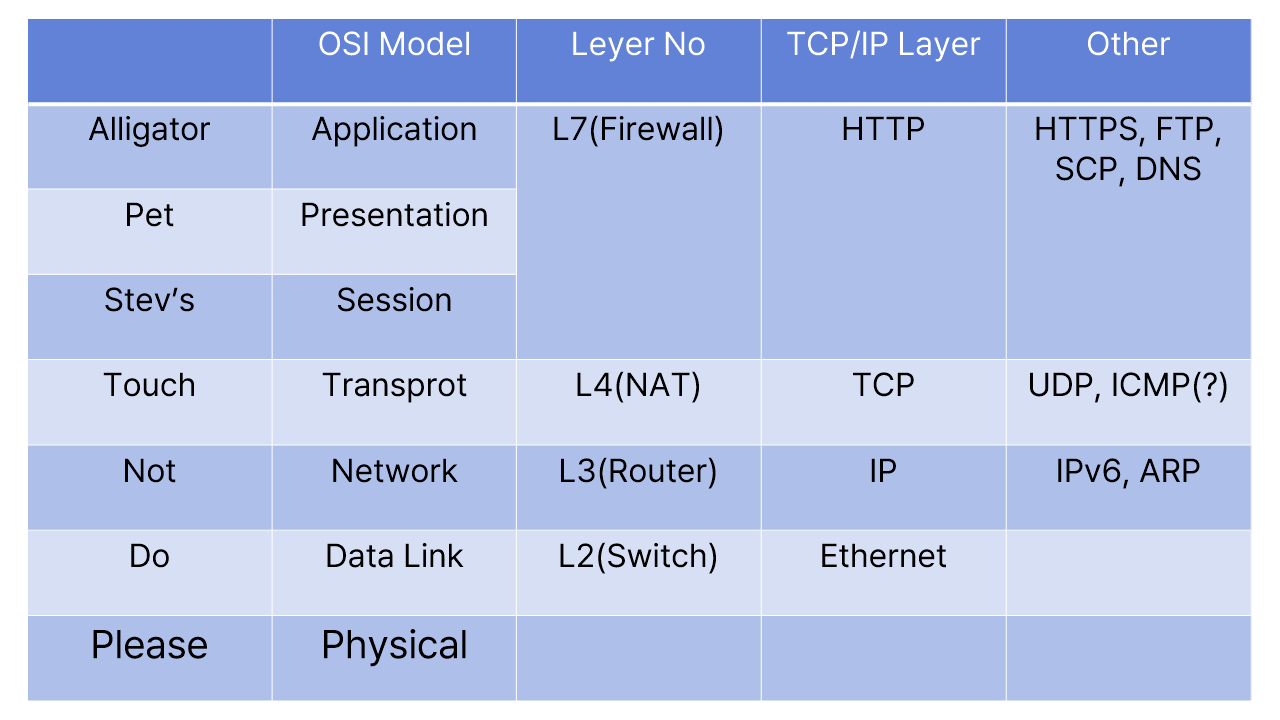 OSI Model Leyer No TCP/IP Layer Other
Alligator Application L7(Firewall) HTTP HTTPS, FTP,
SCP, DNS
Pet Presentation
Stev’s Session
Touch Transprot L4(NAT) TCP UDP, ICMP(?)
Not Network L3(Router) IP IPv6, ARP
Do Data Link L2(Switch) Ethernet
Please Physical